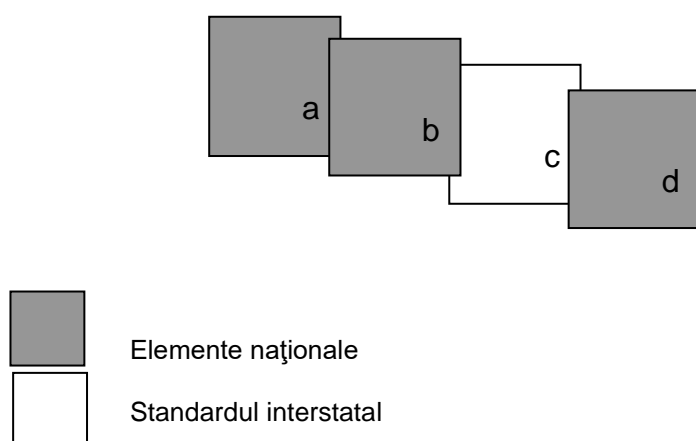 a
b
c
d
Elemente naţionale
Standardul interstatal